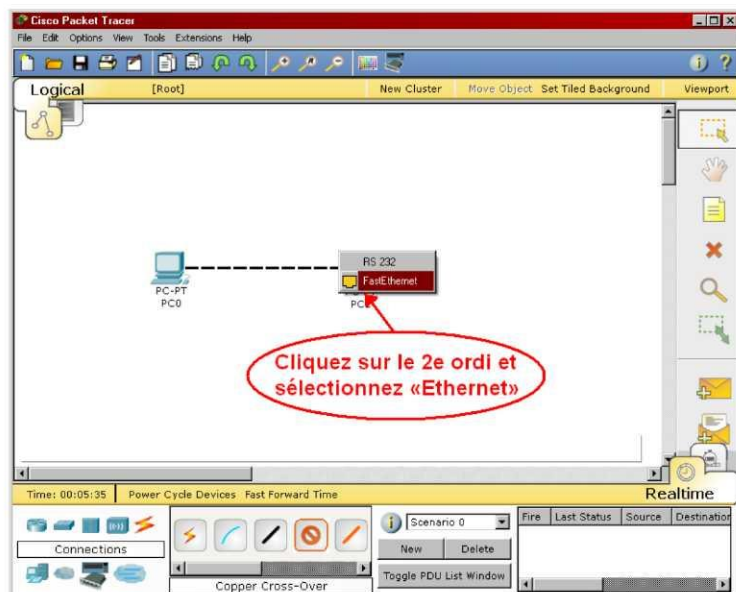 Cisco Packet Tracer
File Edit Options View Tools Extensions Help
Logical [Root] New Cluster Move Object Set Tiled Background Viewport
RS 232
FastEthernet
PC-PT
PC0
Cliquez sur le 2e ordi et
sélectionnez «Ethernet»
Time: 00:05:35 Power Cycle Devices Fast Forward Time Realtime
Connections
Copper Cross-Over
Scenario 0
New Delete
Toggle PDU List Window
Fire Last Status Source Destination